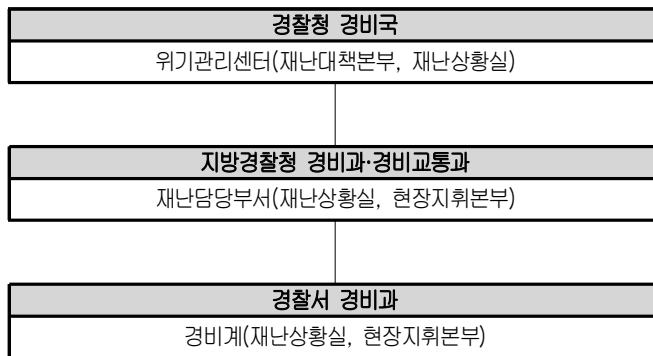 경찰청 경비국
위기관리센터(재난대책본부, 재난상황실)
지방경찰청 경비과·경비교통과
재난담당부서(재난상황실, 현장지휘본부)
경찰서 경비과
경비계(재난상황실, 현장지휘본부)